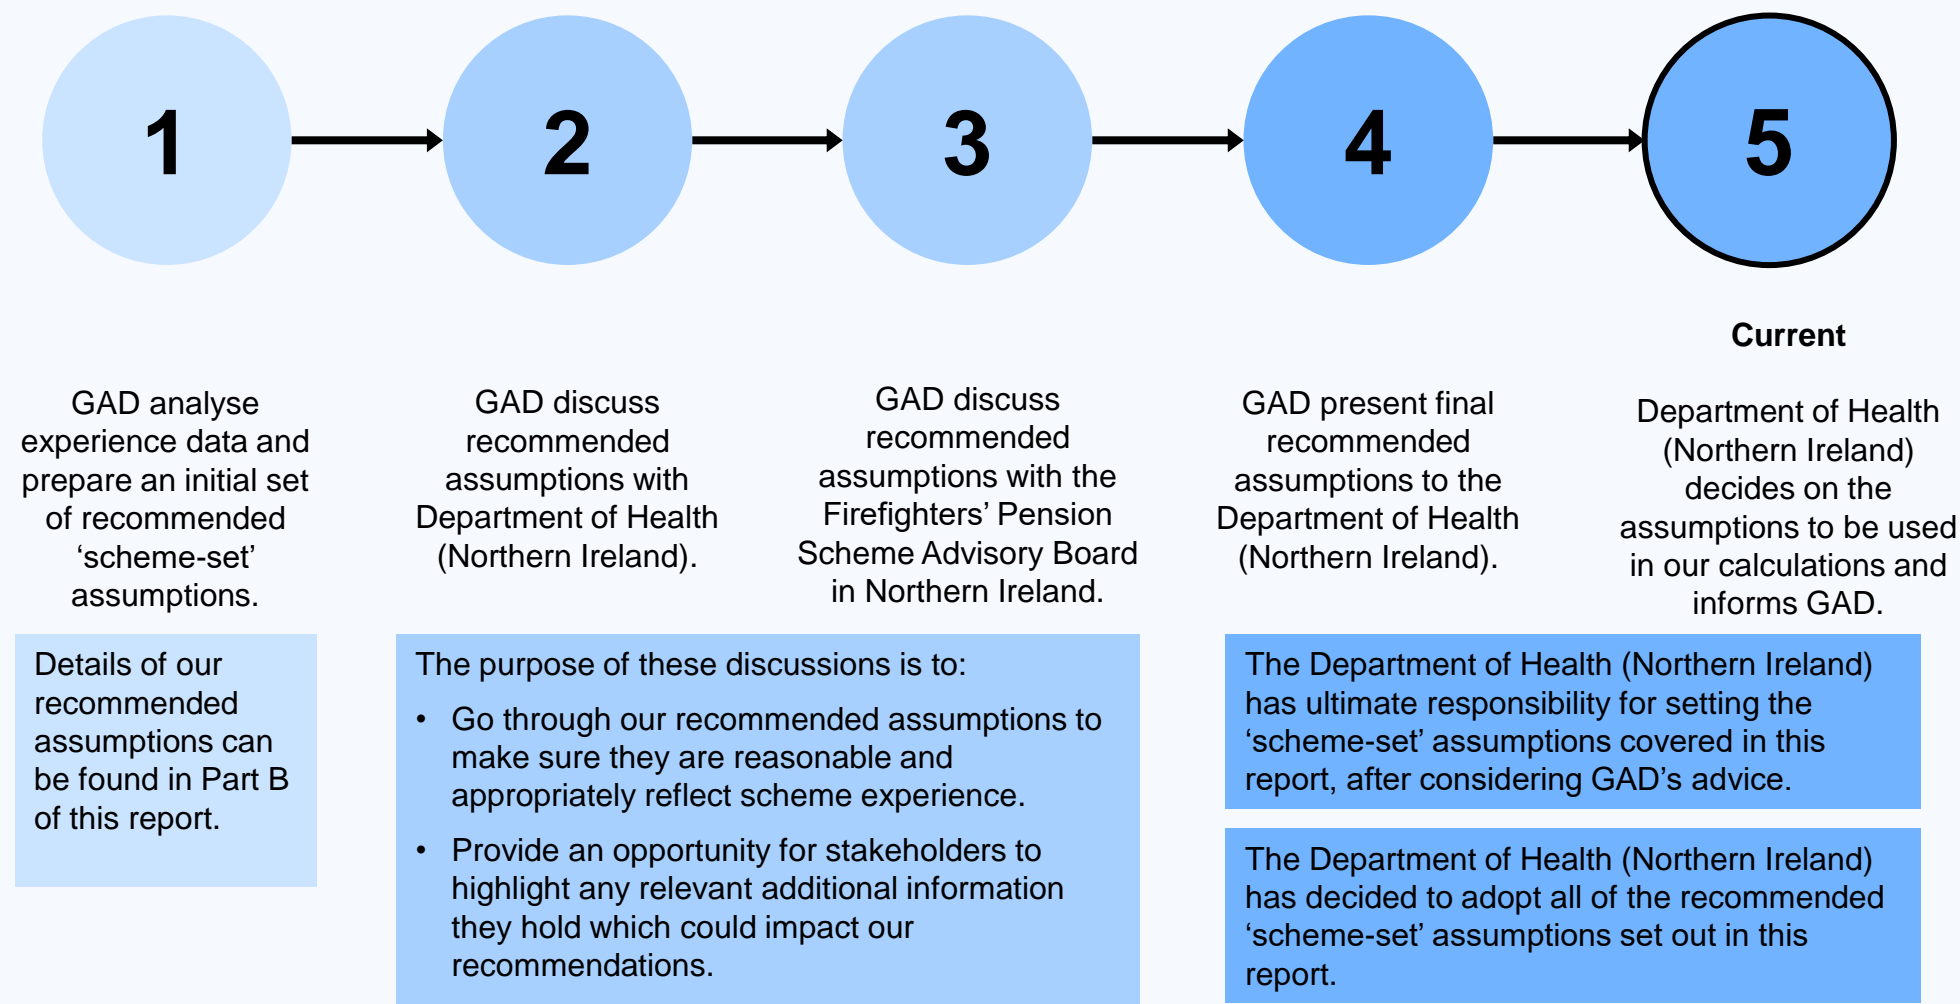 1
2
3
4
5
Current
GAD analyse
experience data and
prepare an initial set
of recommended
‘scheme-set’
assumptions.
GAD discuss
recommended
assumptions with
Department of Health
(Northern Ireland).
GAD discuss
recommended
assumptions with the
Firefighters’ Pension
Scheme Advisory Board
in Northern Ireland.
GAD present final
recommended
assumptions to the
Department of Health
(Northern Ireland).
Department of Health
(Northern Ireland)
decides on the
assumptions to be used
in our calculations and
informs GAD.
Details of our
recommended
assumptions can
be found in Part B
of this report.
The purpose of these discussions is to:
• Go through our recommended assumptions to
make sure they are reasonable and
appropriately reflect scheme experience.
• Provide an opportunity for stakeholders to
highlight any relevant additional information
they hold which could impact our
recommendations.
The Department of Health (Northern Ireland)
has ultimate responsibility for setting the
‘scheme-set’ assumptions covered in this
report, after considering GAD’s advice.
The Department of Health (Northern Ireland)
has decided to adopt all of the recommended
‘scheme-set’ assumptions set out in this
report.